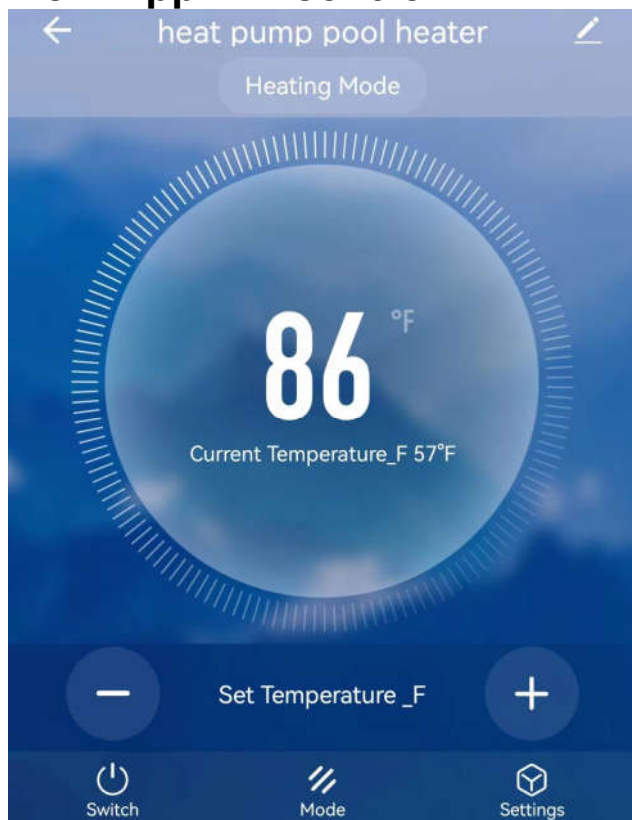 heat pump pool heater
Heating Mode
86 °F
Current Temperature_F 57°F
Set Temperature _F
Switch
Mode
Settings